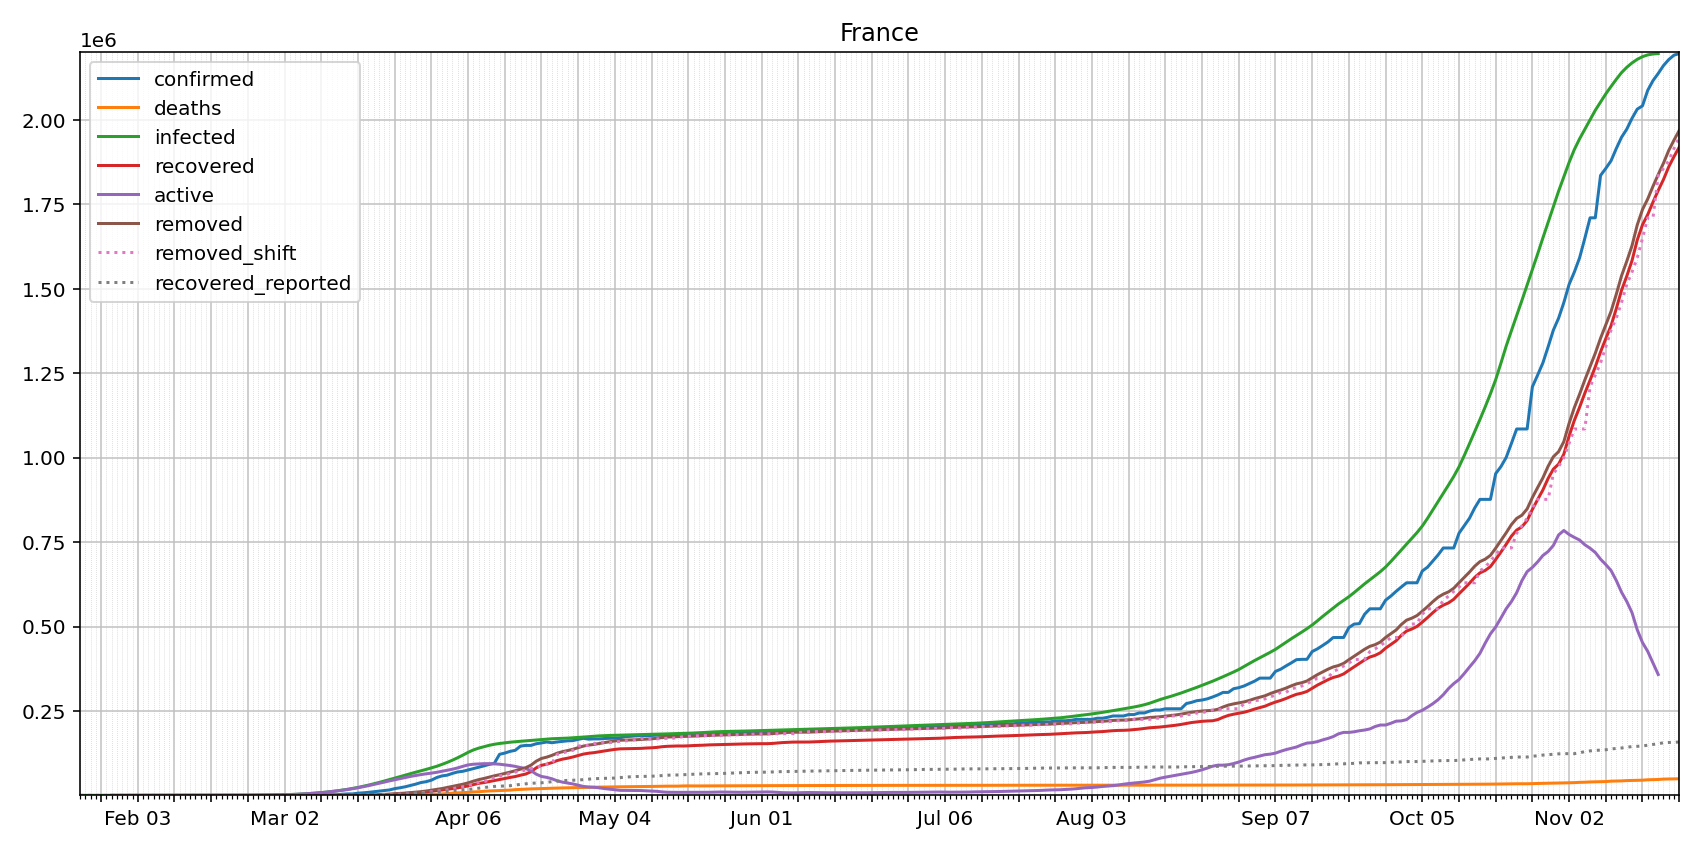 France
1e6
confirmed
deaths
infected
recovered
active
removed
removed_shift
recovered_reported
2.00
1.75
1.50
1.25
1.00
0.75
0.50
0.25
Feb 03 Mar 02 Apr 06 May 04 Jun 01 Jul 06 Aug 03 Sep 07 Oct 05 Nov 02